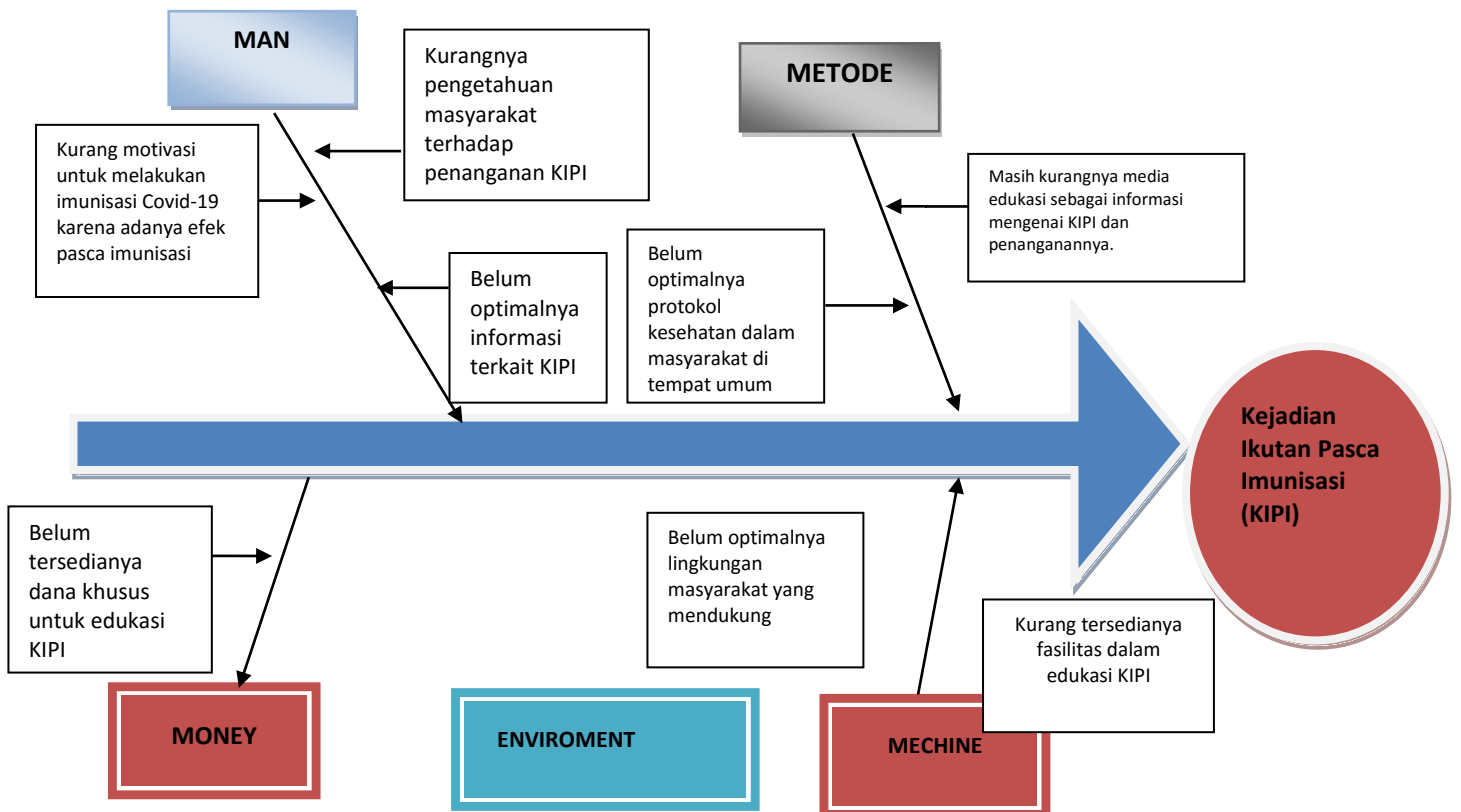 MAN
Kurangnya
pengetahuan
masyarakat
terhadap
penanganan KIPI
METODE
Kurang motivasi
untuk melakukan
imunisasi Covid-19
karena adanya efek
pasca imunisasi
Masih kurangnya media
edukasi sebagai informasi
mengenai KIPI dan
penanganannya.
Belum
optimalnya
informasi
terkait KIPI
Belum
optimalnya
protokol
kesehatan dalam
masyarakat di
tempat umum
Kejadian
Ikutan Pasca
Imunisasi
(KIPI)
Belum
tersedianya
dana khusus
untuk edukasi
KIPI
Belum optimalnya
lingkungan
masyarakat yang
mendukung
Kurang tersedianya
fasilitas dalam
edukasi KIPI
MONEY
ENVIROMENT
MECHINE